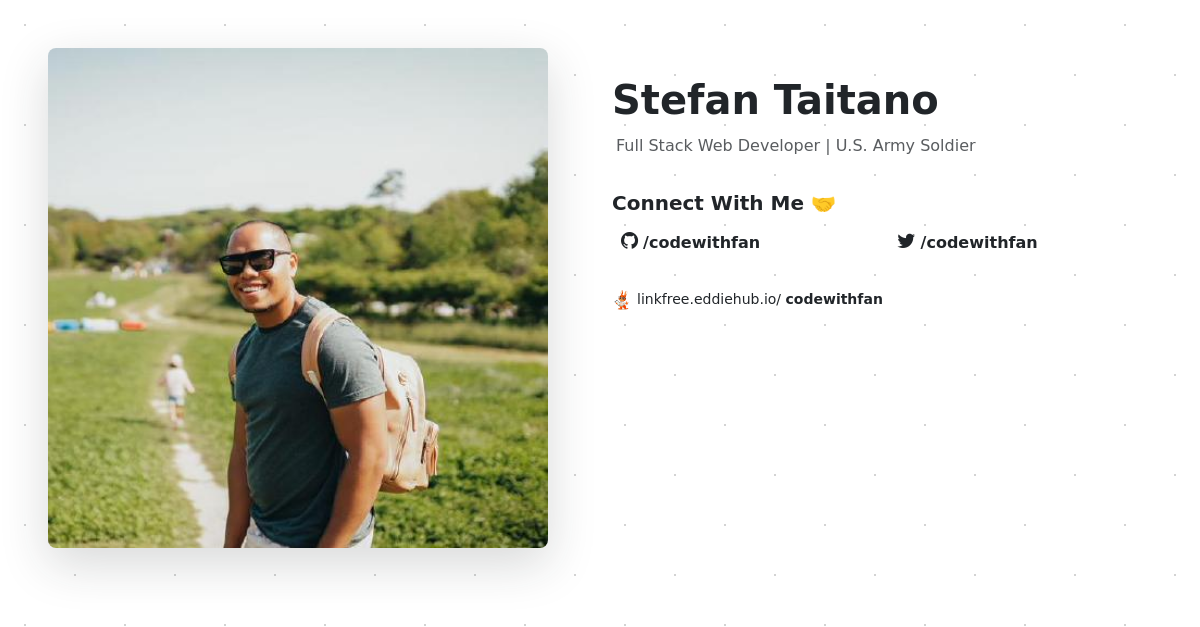 Stefan Taitano
Full Stack Web Developer | U.S. Army Soldier
Connect With Me 🤝
/codewithfan
/codewithfan
linkfree.eddiehub.io/ codewithfan